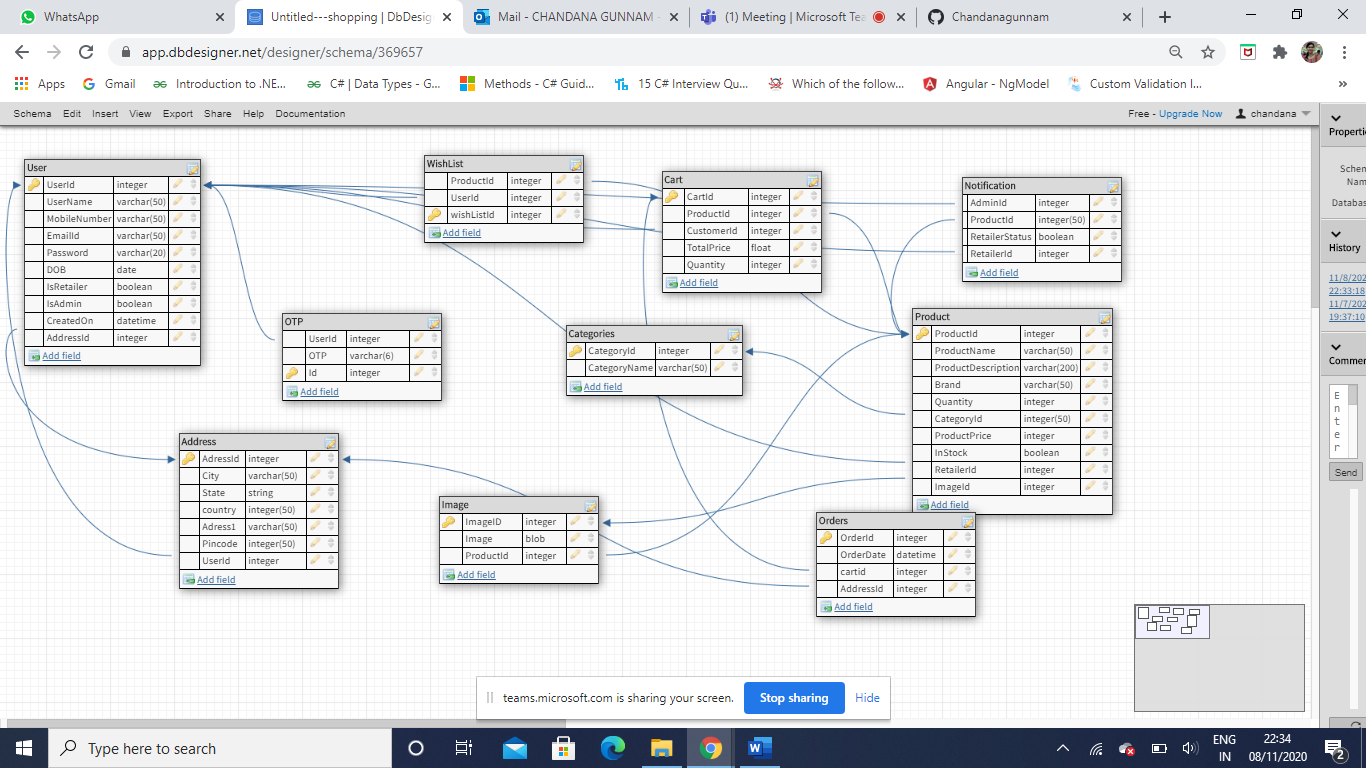 WhatsApp
Untitled---shopping | DbDesig
Mail - CHANDANA GUNNAM -
(1) Meeting | Microsoft Tea
Chandanagunnam
app.dbdesigner.net/designer/schema/369657
Apps
Gmail
Introduction to .NE...
C# | Data Types - G...
Methods - C# Guid...
15 C# Interview Qu...
Which of the follow...
Angular - NgModel
Custom Validation I...
Schema Edit Insert View Export Share Help Documentation
Free - Upgrade Now
chandana
User
UserId integer
UserName varchar(50)
MobileNumber varchar(50)
EmailId varchar(50)
Password varchar(20)
DOB date
IsRetailer boolean
IsAdmin boolean
CreatedOn datetime
AddressId integer
Add field
WishList
ProductId integer
UserId integer
wishListId integer
Add field
Cart
CartId integer
ProductId integer
CustomerId integer
TotalPrice float
Quantity integer
Add field
Notification
AdminId integer
ProductId integer(50)
RetailerStatus boolean
RetailerId integer
Add field
OTP
UserId integer
OTP varchar(6)
Id integer
Add field
Categories
CategoryId integer
CategoryName varchar(50)
Add field
Product
ProductId integer
ProductName varchar(50)
ProductDescription varchar(200)
Brand varchar(50)
Quantity integer
CategoryId integer(50)
ProductPrice integer
InStock boolean
RetailerId integer
ImageId integer
Add field
Address
AdressId integer
City varchar(50)
State string
country integer(50)
Adress1 varchar(50)
Pincode integer(50)
UserId integer
Add field
Image
ImageID integer
Image blob
ProductId integer
Add field
Orders
OrderId integer
OrderDate datetime
cartid integer
AddressId integer
Add field
Properti
Schem
Nam
Databas
History
11/8/202
22:33:18
11/7/202
19:37:10
Commer
E
n
t
e
r
Send
teams.microsoft.com is sharing your screen.
Stop sharing
Hide
Type here to search
ENG
IN
22:34
08/11/2020
2